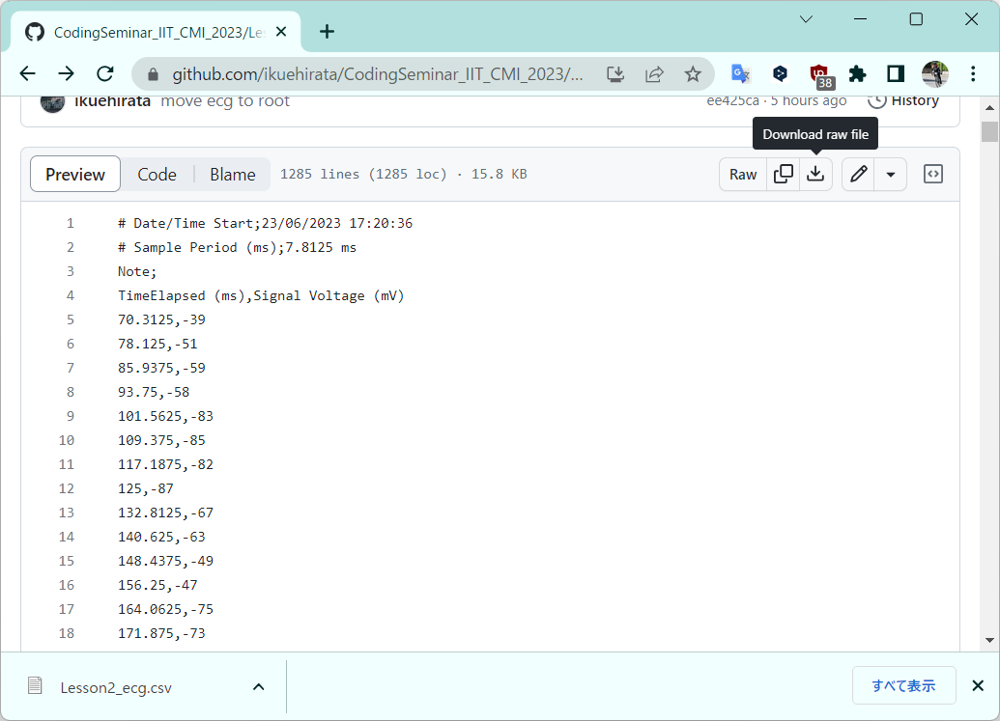 CodingSeminar_IIT_CMI_2023/Le
github.com/ikuehirata/CodingSeminar_IIT_CMI_2023/...
38
ikuehirata move ecg to root
ee425ca · 5 hours ago
History
Download raw file
Preview
Code
Blame
1285 lines (1285 loc) · 15.8 KB
Raw
1 # Date/Time Start;23/06/2023 17:20:36
2 # Sample Period (ms);7.8125 ms
3 Note;
4 TimeElapsed (ms),Signal Voltage (mV)
5 70.3125,-39
6 78.125,-51
7 85.9375,-59
8 93.75,-58
9 101.5625,-83
10 109.375,-85
11 117.1875,-82
12 125,-87
13 132.8125,-67
14 140.625,-63
15 148.4375,-49
16 156.25,-47
17 164.0625,-75
18 171.875,-73
Lesson2_ecg.csv
すべて表示